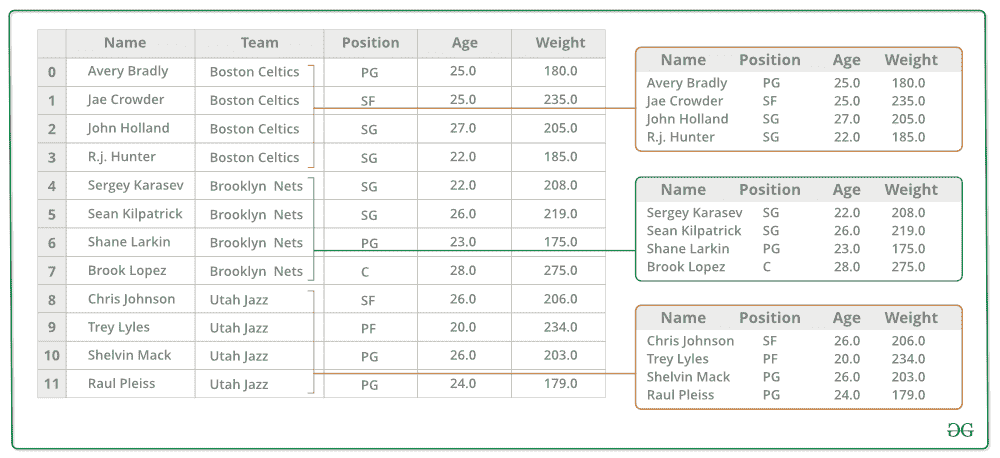 Name Team Position Age Weight
0 Avery Bradly Boston Celtics PG 25.0 180.0
1 Jae Crowder Boston Celtics SF 25.0 235.0
2 John Holland Boston Celtics SG 27.0 205.0
3 R.j. Hunter Boston Celtics SG 22.0 185.0
4 Sergey Karasev Brooklyn Nets SG 22.0 208.0
5 Sean Kilpatrick Brooklyn Nets SG 26.0 219.0
6 Shane Larkin Brooklyn Nets PG 23.0 175.0
7 Brook Lopez Brooklyn Nets C 28.0 275.0
8 Chris Johnson Utah Jazz SF 26.0 206.0
9 Trey Lyles Utah Jazz PF 20.0 234.0
10 Shelvin Mack Utah Jazz PG 26.0 203.0
11 Raul Pleiss Utah Jazz PG 24.0 179.0
Name Position Age Weight
Avery Bradly PG 25.0 180.0
Jae Crowder SF 25.0 235.0
John Holland SG 27.0 205.0
R.j. Hunter SG 22.0 185.0
Name Position Age Weight
Sergey Karasev SG 22.0 208.0
Sean Kilpatrick SG 26.0 219.0
Shane Larkin PG 23.0 175.0
Brook Lopez C 28.0 275.0
Name Position Age Weight
Chris Johnson SF 26.0 206.0
Trey Lyles PF 20.0 234.0
Shelvin Mack PG 26.0 203.0
Raul Pleiss PG 24.0 179.0